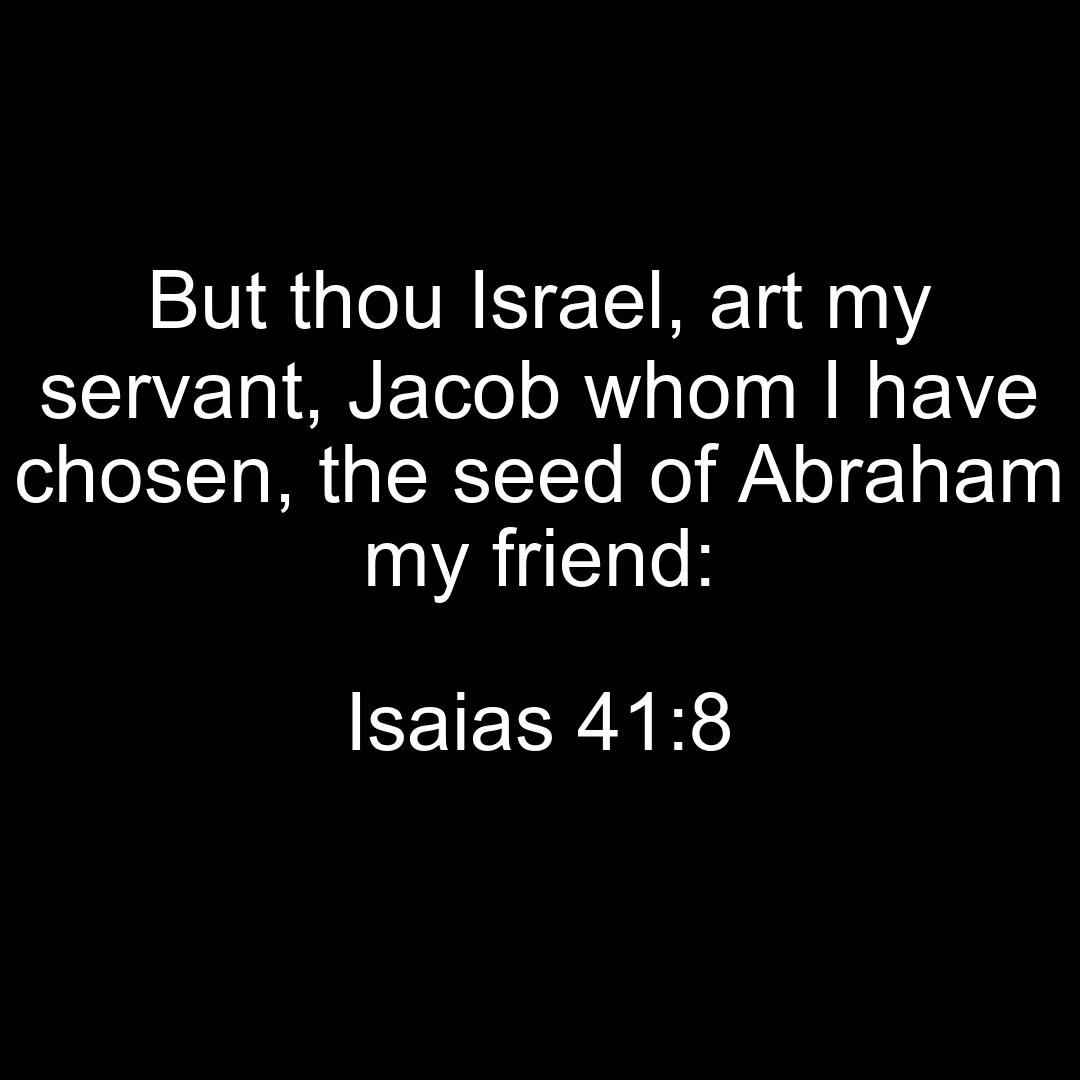 But thou Israel, art my
servant, Jacob whom I have
chosen, the seed of Abraham
my friend:
Isaias 41:8